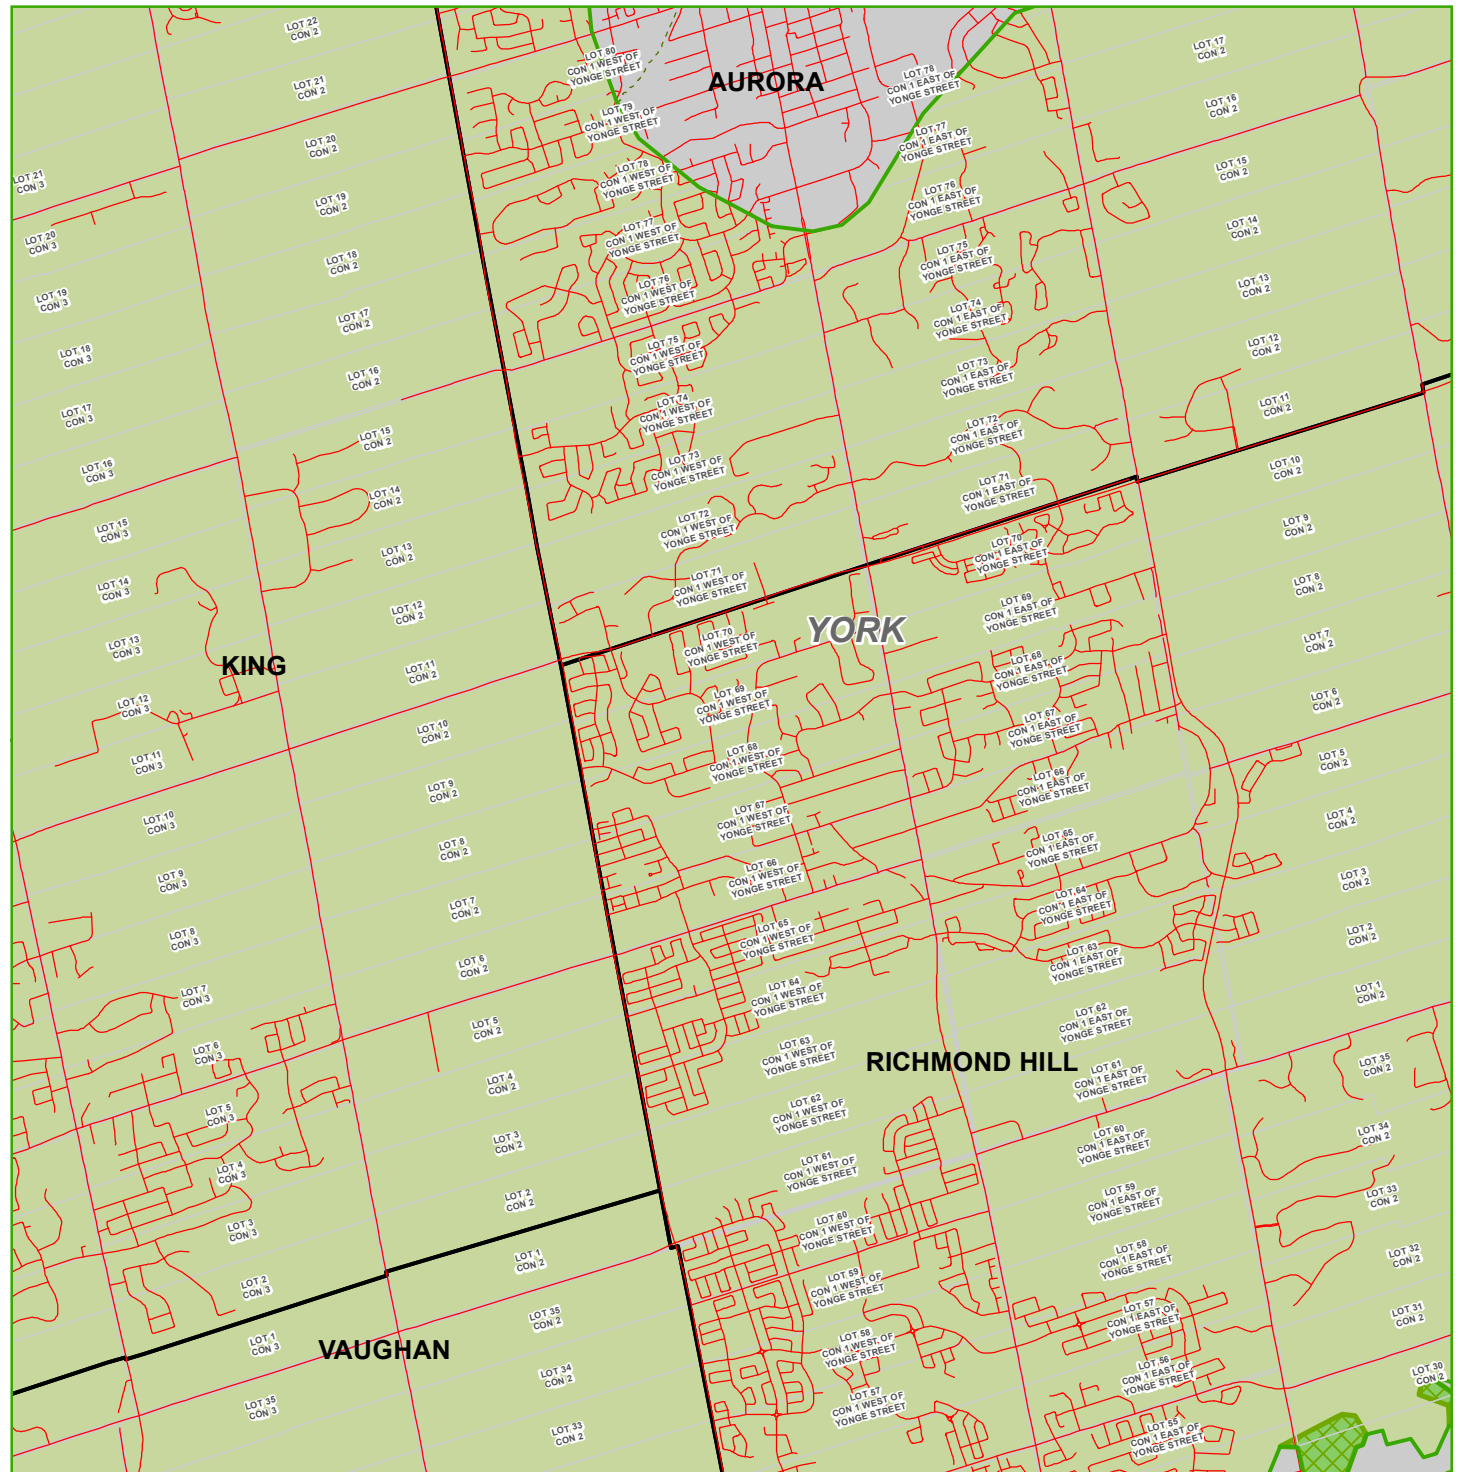 AURORA
YORK
KING
RICHMOND HILL
VAUGHAN
LOT 22
CON 2
LOT 21
CON 2
LOT 20
CON 2
LOT 19
CON 2
LOT 18
CON 2
LOT 17
CON 2
LOT 16
CON 2
LOT 15
CON 2
LOT 14
CON 2
LOT 13
CON 2
LOT 12
CON 2
LOT 11
CON 2
LOT 10
CON 2
LOT 9
CON 2
LOT 8
CON 2
LOT 7
CON 2
LOT 6
CON 2
LOT 5
CON 2
LOT 4
CON 2
LOT 3
CON 2
LOT 2
CON 2
LOT 1
CON 2
LOT 35
CON 2
LOT 34
CON 2
LOT 33
CON 2
LOT 21
CON 3
LOT 20
CON 3
LOT 19
CON 3
LOT 18
CON 3
LOT 17
CON 3
LOT 16
CON 3
LOT 15
CON 3
LOT 14
CON 3
LOT 13
CON 3
LOT 12
CON 3
LOT 11
CON 3
LOT 10
CON 3
LOT 9
CON 3
LOT 8
CON 3
LOT 7
CON 3
LOT 6
CON 3
LOT 5
CON 3
LOT 4
CON 3
LOT 3
CON 3
LOT 2
CON 3
LOT 1
CON 3
LOT 35
CON 3
LOT 80
CON 1 WEST OF
YONGE STREET
LOT 79
CON 1 WEST OF
YONGE STREET
LOT 78
CON 1 WEST OF
YONGE STREET
LOT 77
CON 1 WEST OF
YONGE STREET
LOT 76
CON 1 WEST OF
YONGE STREET
LOT 75
CON 1 WEST OF
YONGE STREET
LOT 74
CON 1 WEST OF
YONGE STREET
LOT 73
CON 1 WEST OF
YONGE STREET
LOT 72
CON 1 WEST OF
YONGE STREET
LOT 71
CON 1 WEST OF
YONGE STREET
LOT 70
CON 1 WEST OF
YONGE STREET
LOT 69
CON 1 WEST OF
YONGE STREET
LOT 68
CON 1 WEST OF
YONGE STREET
LOT 67
CON 1 WEST OF
YONGE STREET
LOT 66
CON 1 WEST OF
YONGE STREET
LOT 65
CON 1 WEST OF
YONGE STREET
LOT 64
CON 1 WEST OF
YONGE STREET
LOT 63
CON 1 WEST OF
YONGE STREET
LOT 62
CON 1 WEST OF
YONGE STREET
LOT 61
CON 1 WEST OF
YONGE STREET
LOT 60
CON 1 WEST OF
YONGE STREET
LOT 59
CON 1 WEST OF
YONGE STREET
LOT 58
CON 1 WEST OF
YONGE STREET
LOT 57
CON 1 WEST OF
YONGE STREET
LOT 78
CON 1 EAST OF
YONGE STREET
LOT 77
CON 1 EAST OF
YONGE STREET
LOT 76
CON 1 EAST OF
YONGE STREET
LOT 75
CON 1 EAST OF
YONGE STREET
LOT 74
CON 1 EAST OF
YONGE STREET
LOT 73
CON 1 EAST OF
YONGE STREET
LOT 72
CON 1 EAST OF
YONGE STREET
LOT 71
CON 1 EAST OF
YONGE STREET
LOT 70
CON 1 EAST OF
YONGE STREET
LOT 69
CON 1 EAST OF
YONGE STREET
LOT 68
CON 1 EAST OF
YONGE STREET
LOT 67
CON 1 EAST OF
YONGE STREET
LOT 66
CON 1 EAST OF
YONGE STREET
LOT 65
CON 1 EAST OF
YONGE STREET
LOT 64
CON 1 EAST OF
YONGE STREET
LOT 63
CON 1 EAST OF
YONGE STREET
LOT 62
CON 1 EAST OF
YONGE STREET
LOT 61
CON 1 EAST OF
YONGE STREET
LOT 60
CON 1 EAST OF
YONGE STREET
LOT 59
CON 1 EAST OF
YONGE STREET
LOT 58
CON 1 EAST OF
YONGE STREET
LOT 57
CON 1 EAST OF
YONGE STREET
LOT 56
CON 1 EAST OF
YONGE STREET
LOT 55
CON 1 EAST OF
YONGE STREET
LOT 17
CON 2
LOT 16
CON 2
LOT 15
CON 2
LOT 14
CON 2
LOT 13
CON 2
LOT 12
CON 2
LOT 11
CON 2
LOT 10
CON 2
LOT 9
CON 2
LOT 8
CON 2
LOT 7
CON 2
LOT 6
CON 2
LOT 5
CON 2
LOT 4
CON 2
LOT 3
CON 2
LOT 2
CON 2
LOT 1
CON 2
LOT 35
CON 2
LOT 34
CON 2
LOT 33
CON 2
LOT 32
CON 2
LOT 31
CON 2
LOT 30
CON 2